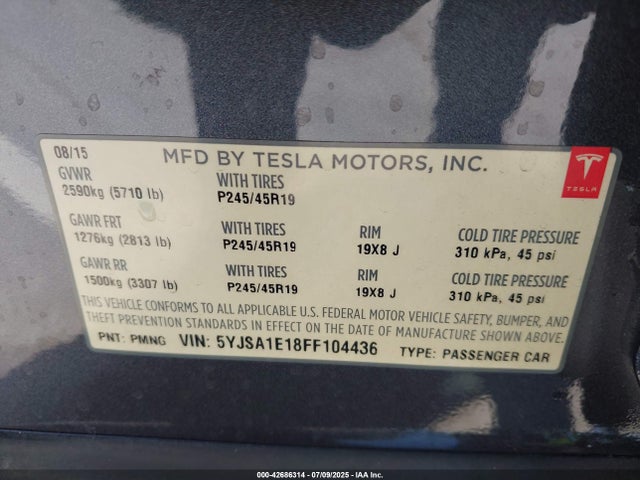 08/15 MFD BY TESLA MOTORS, INC.
GVWR WITH TIRES
2590kg (5710 lb) P245/45R19
TESLA
GAWR FRT WITH TIRES RIM COLD TIRE PRESSURE
1276kg (2813 lb) P245/45R19 19X8 J 310 kPa, 45 psi
GAWR RR WITH TIRES RIM COLD TIRE PRESSURE
1500kg (3307 lb) P245/45R19 19X8 J 310 kPa, 45 psi
THIS VEHICLE CONFORMS TO ALL APPLICABLE U.S. FEDERAL MOTOR VEHICLE SAFETY, BUMPER, AND
THEFT PREVENTION STANDARDS IN EFFECT ON THE DATE OF MANUFACTURE SHOWN ABOVE.
PNT: PMNG VIN: 5YJSA1E18FF104436 TYPE: PASSENGER CAR
000-42686314 - 07/09/2025 - IAA Inc.